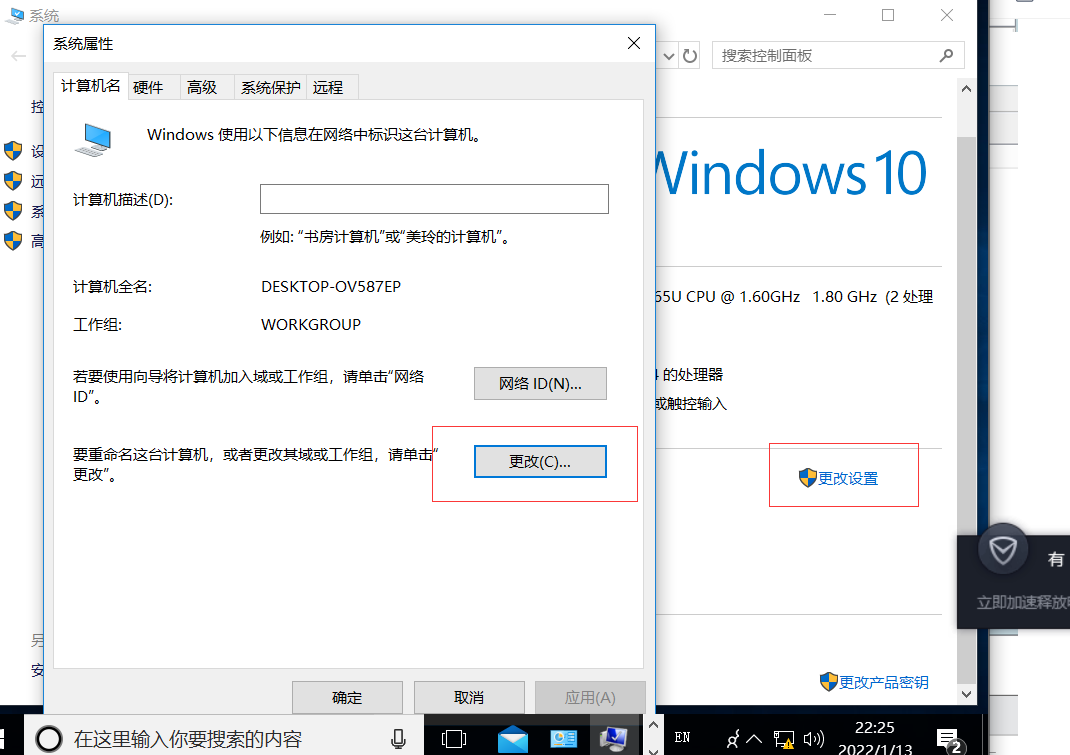 系统
系统属性
搜索控制面板
计算机名
硬件
高级
系统保护
远程
Windows 使用以下信息在网络中标识这台计算机。
计算机描述(D):
例如: “书房计算机”或“美玲的计算机”。
计算机全名:
DESKTOP-OV587EP
工作组:
WORKGROUP
若要使用向导将计算机加入域或工作组，请单击“网络
ID”。
网络 ID(N)...
要重命名这台计算机，或者更改其域或工作组，请单击“
更改”。
更改(C)...
确定
取消
应用(A)
控
设
远
系
高
安
Windows 10
65U CPU @ 1.60GHz 1.80 GHz (2 处理
的处理器
或触控输入
更改设置
更改产品密钥
有
立即加速释放
在这里输入你要搜索的内容
EN
22:25
2022/1/13
2